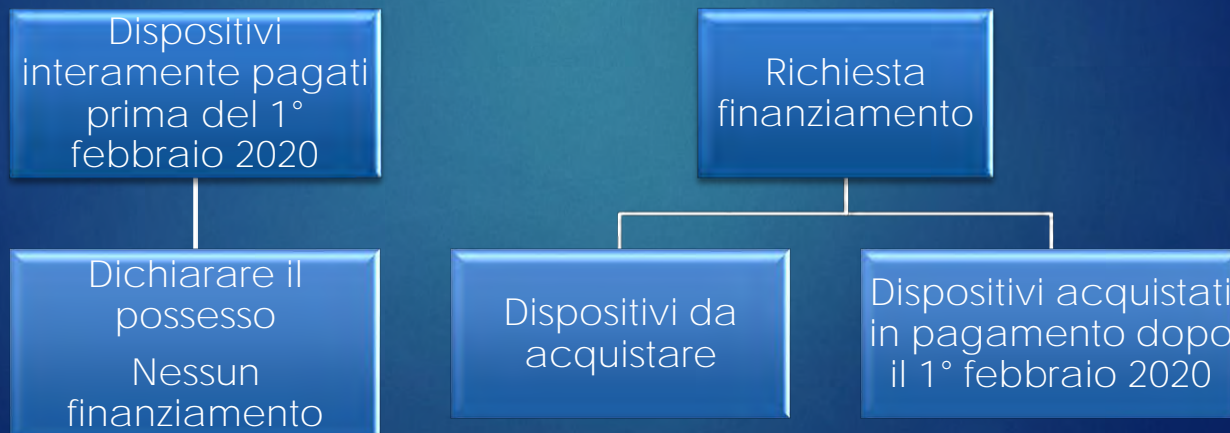 Dispositivi
interamente pagati
prima del 1°
febbraio 2020
Dichiarare il
possesso
Nessun
finanziamento
Richiesta
finanziamento
Dispositivi da
acquistare
Dispositivi acquistati
in pagamento dopo
il 1° febbraio 2020